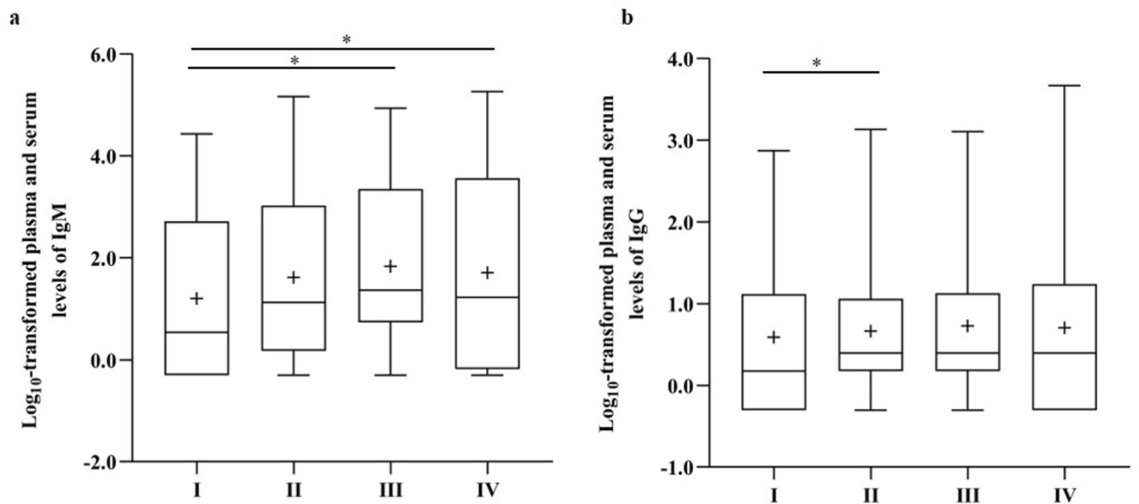 a
*
*
6.0
4.0
2.0
0.0
-2.0
Log10-transformed plasma and serum
levels of IgM
I II III IV
b
*
4.0
3.0
2.0
1.0
0.0
-1.0
Log10-transformed plasma and serum
levels of IgG
I II III IV